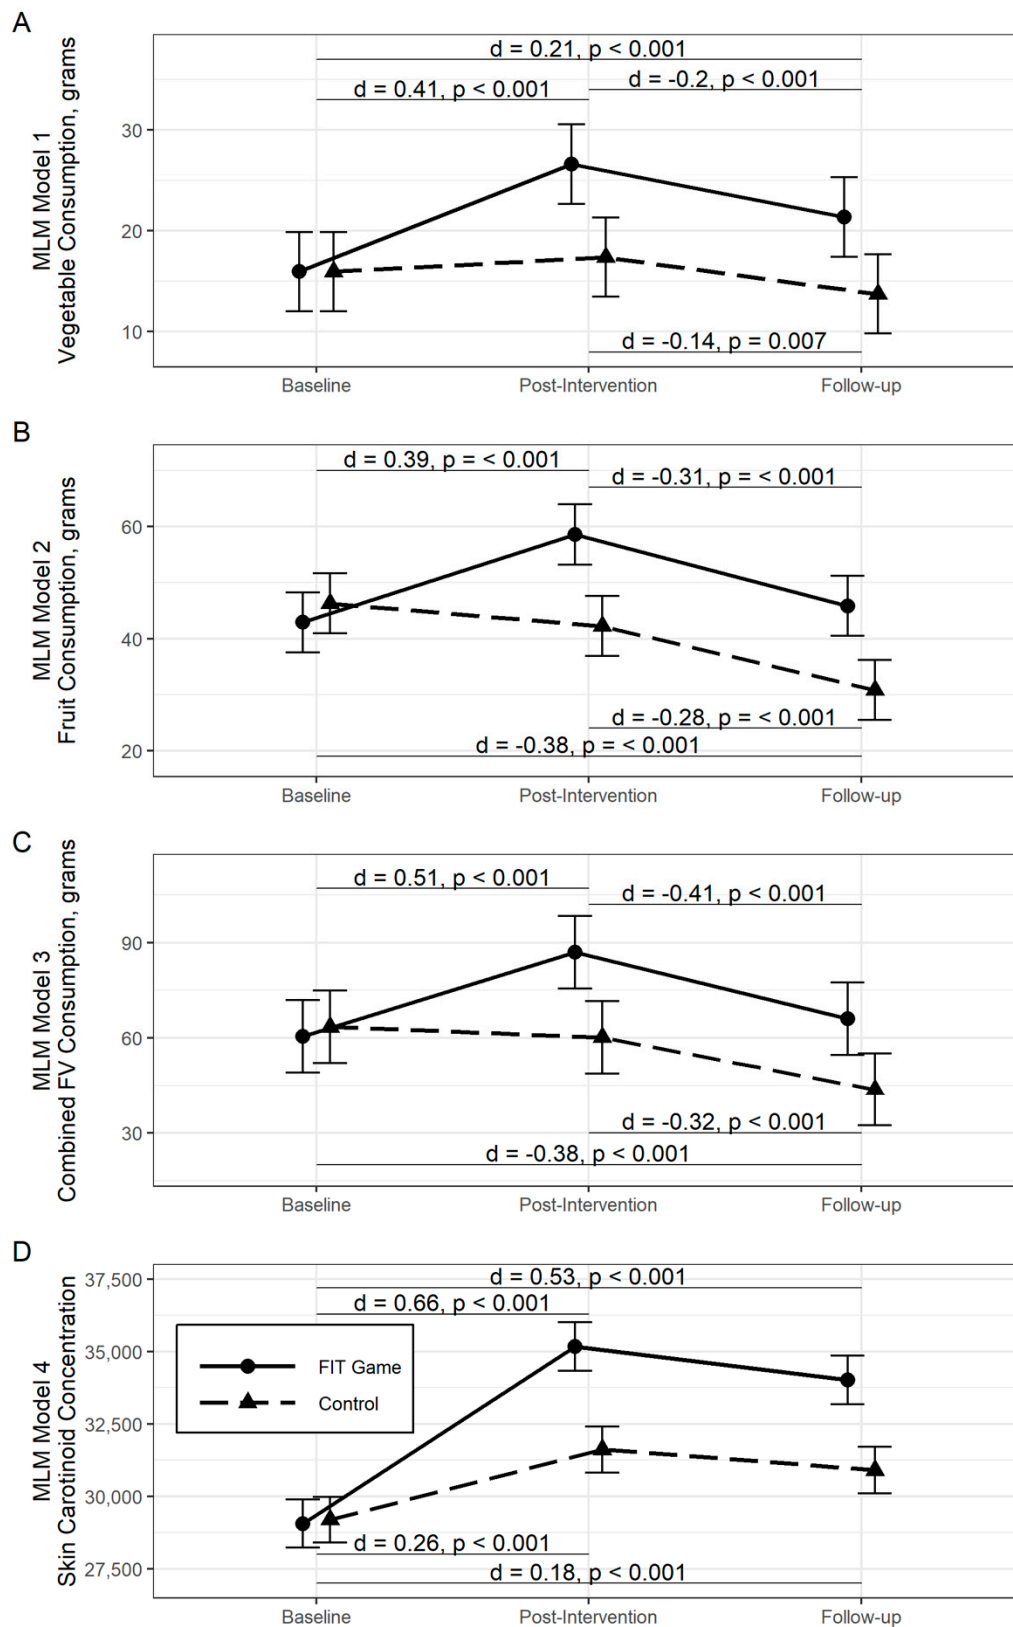 A
MLM Model 1
Vegetable Consumption, grams
d = 0.21, p < 0.001
d = 0.41, p < 0.001
d = -0.2, p < 0.001
30
20
10
d = -0.14, p = 0.007
Baseline
Post-Intervention
Follow-up
B
MLM Model 2
Fruit Consumption, grams
d = 0.39, p = < 0.001
d = -0.31, p = < 0.001
60
40
20
d = -0.28, p = < 0.001
d = -0.38, p = < 0.001
Baseline
Post-Intervention
Follow-up
C
MLM Model 3
Combined FV Consumption, grams
d = 0.51, p < 0.001
d = -0.41, p < 0.001
90
60
30
d = -0.32, p < 0.001
d = -0.38, p < 0.001
Baseline
Post-Intervention
Follow-up
D
MLM Model 4
Skin Carotinoid Concentration
37,500
35,000
32,500
30,000
27,500
d = 0.53, p < 0.001
d = 0.66, p < 0.001
FIT Game
Control
d = 0.26, p < 0.001
d = 0.18, p < 0.001
Baseline
Post-Intervention
Follow-up